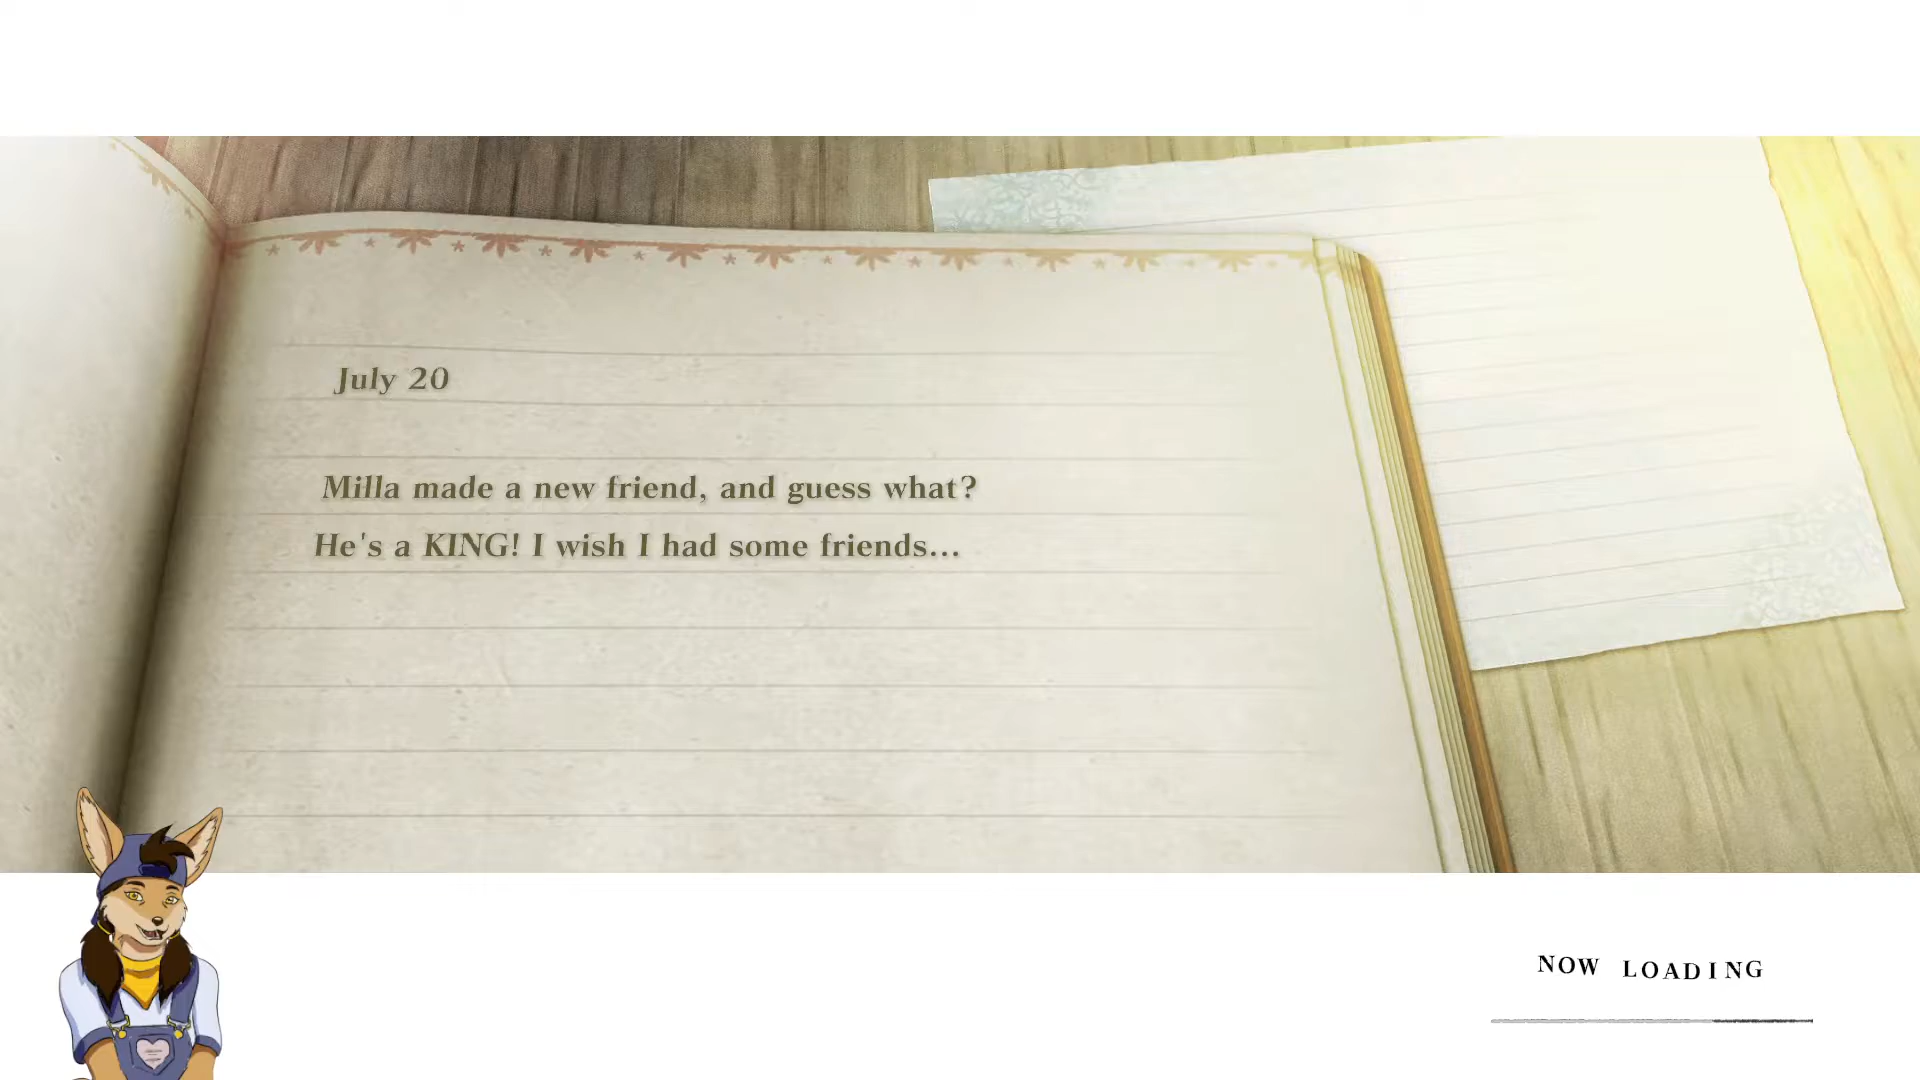 July 20
Milla made a new friend, and guess what?
He's a KING! I wish I had some friends...
NOW LOADING